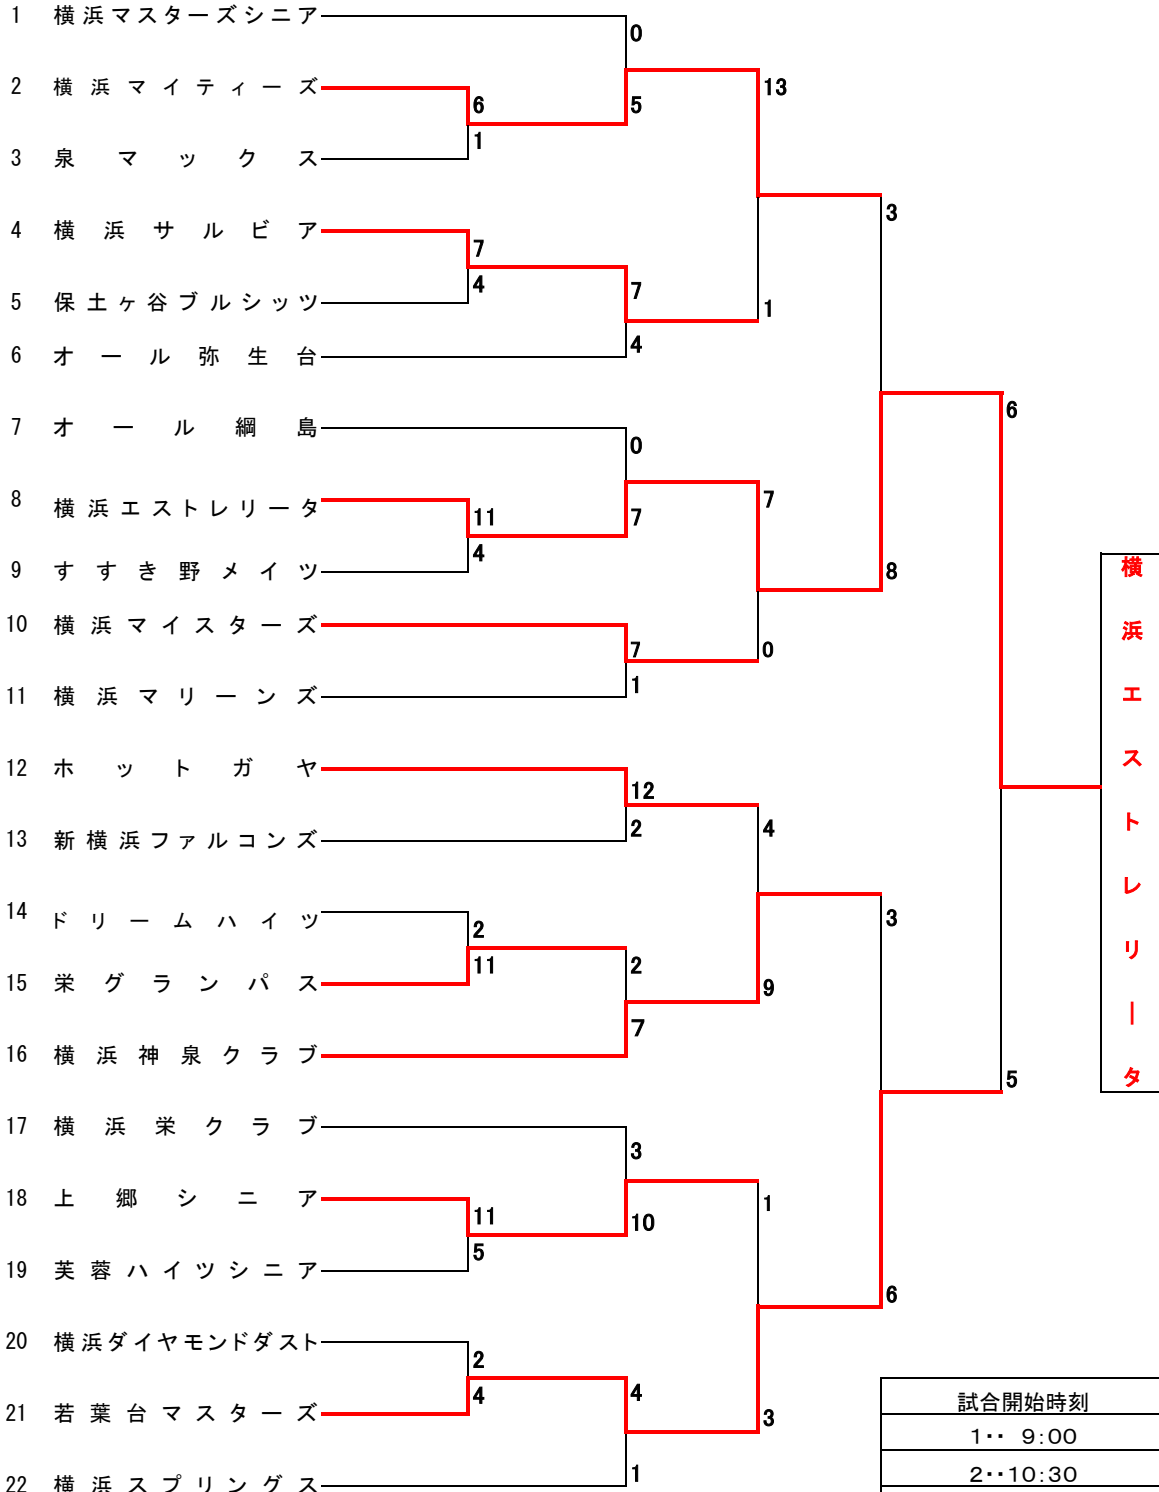 1 横浜マスターズシニア
0
2 横浜マイティーズ
13
6
5
1
3 泉マックス
3
4 横浜サルビア
7
4
7
1
5 保土ヶ谷ブルシッツ
4
6 オール弥生台
6
7 オール綱島
0
8 横浜エストレリータ
7
11
7
4
9 すすき野メイツ
8
10 横浜マイスターズ
7
0
1
11 横浜マリーンズ
横浜エストレリータ
12 ホットガヤ
12
2
4
13 新横浜ファルコンズ
14 ドリームハイツ
3
2
11
2
15 栄グランパス
9
7
16 横浜神泉クラブ
5
17 横浜栄クラブ
3
18 上郷シニア
1
11
10
5
19 芙蓉ハイツシニア
6
20 横浜ダイヤモンドダスト
2
4
4
21 若葉台マスターズ
3
1
22 横浜スプリングス
試合開始時刻
1‥ 9:00
2‥10:30